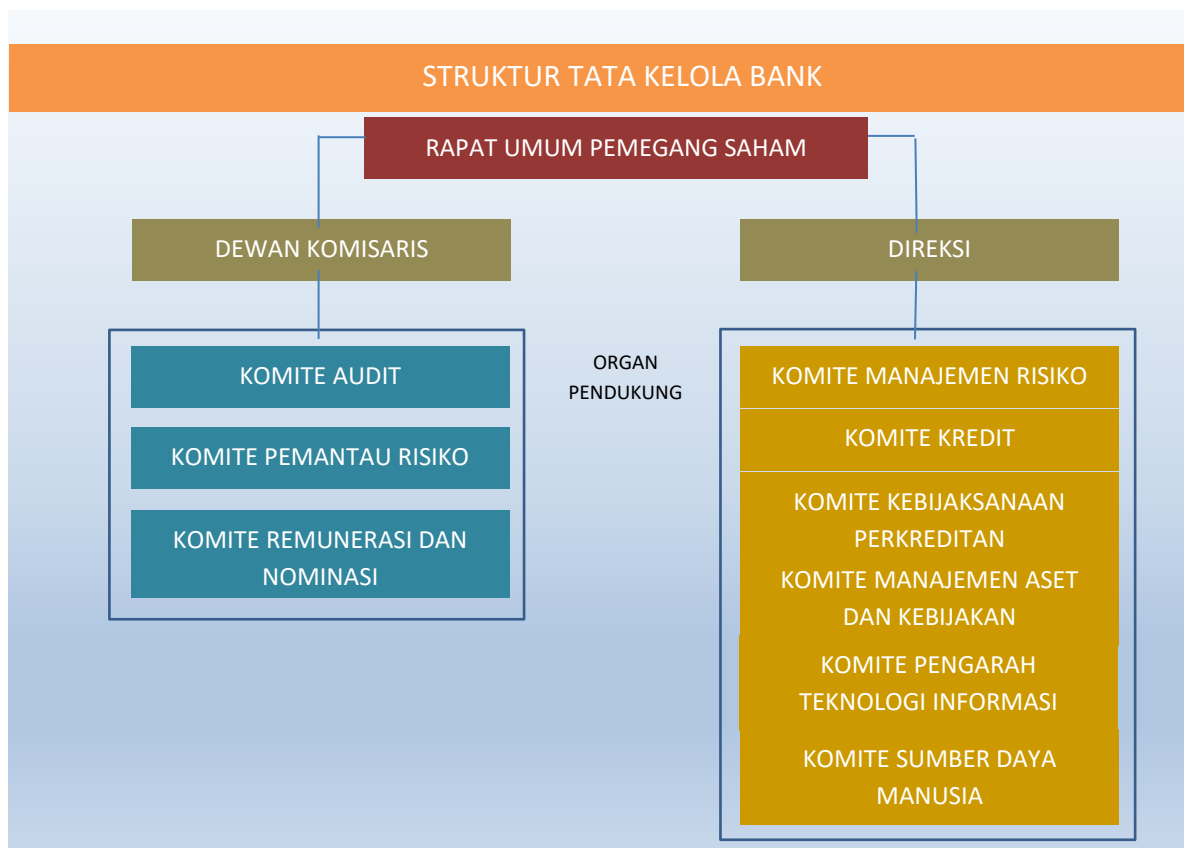 STRUKTUR TATA KELOLA BANK
RAPAT UMUM PEMEGANG SAHAM
DEWAN KOMISARIS
DIREKSI
KOMITE AUDIT
KOMITE PEMANTAU RISIKO
KOMITE REMUNERASI DAN
NOMINASI
ORGAN
PENDUKUNG
KOMITE MANAJEMEN RISIKO
KOMITE KREDIT
KOMITE KEBIJAKSANAAN
PERKREDITAN
KOMITE MANAJEMEN ASET
DAN KEBIJAKAN
KOMITE PENGARAH
TEKNOLOGI INFORMASI
KOMITE SUMBER DAYA
MANUSIA